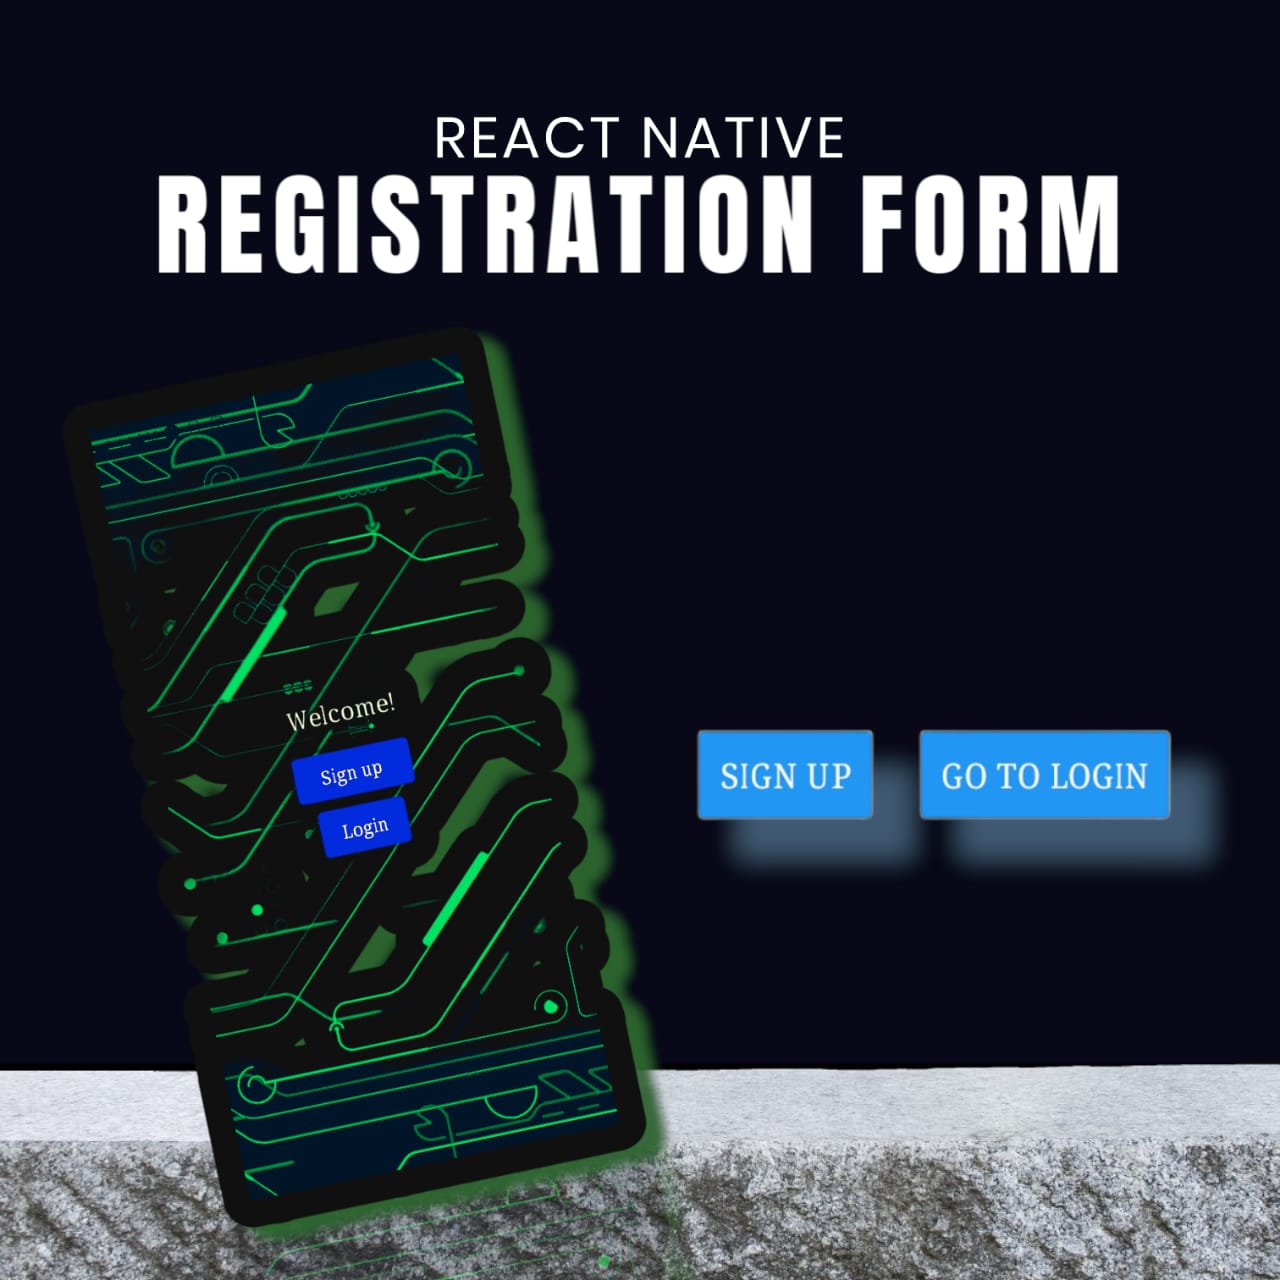 REACT NATIVE
REGISTRATION FORM
Welcome!
Sign up
Login
SIGN UP
GO TO LOGIN